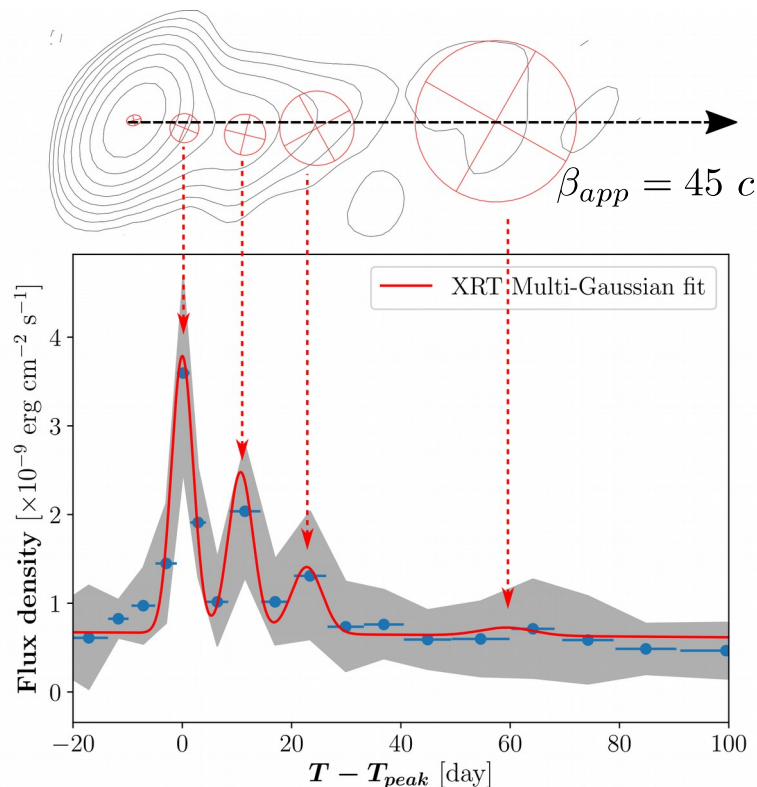 β_app = 45 c
XRT Multi-Gaussian fit
Flux density [×10⁻⁹ erg cm⁻² s⁻¹]
4
3
2
1
0
−20 0 20 40 60 80 100
T − T_peak [day]